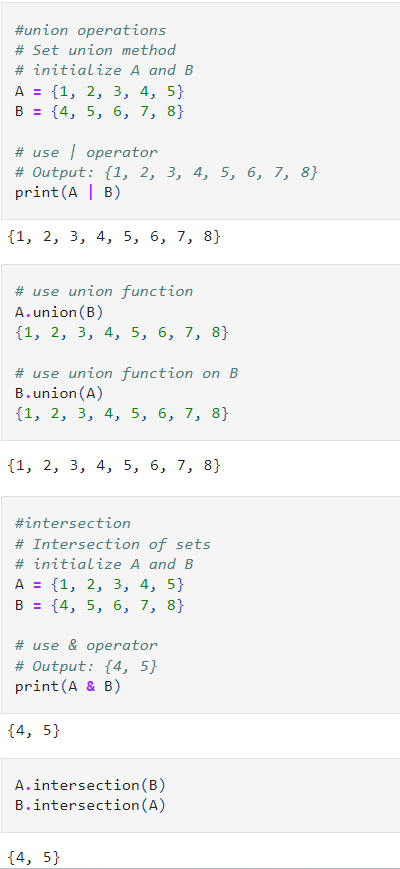 #union operations
# Set union method
# initialize A and B
A = {1, 2, 3, 4, 5}
B = {4, 5, 6, 7, 8}
# use | operator
# Output: {1, 2, 3, 4, 5, 6, 7, 8}
print(A | B)
{1, 2, 3, 4, 5, 6, 7, 8}
# use union function
A.union(B)
{1, 2, 3, 4, 5, 6, 7, 8}
# use union function on B
B.union(A)
{1, 2, 3, 4, 5, 6, 7, 8}
{1, 2, 3, 4, 5, 6, 7, 8}
#intersection
# Intersection of sets
# initialize A and B
A = {1, 2, 3, 4, 5}
B = {4, 5, 6, 7, 8}
# use & operator
# Output: {4, 5}
print(A & B)
{4, 5}
A.intersection(B)
B.intersection(A)
{4, 5}